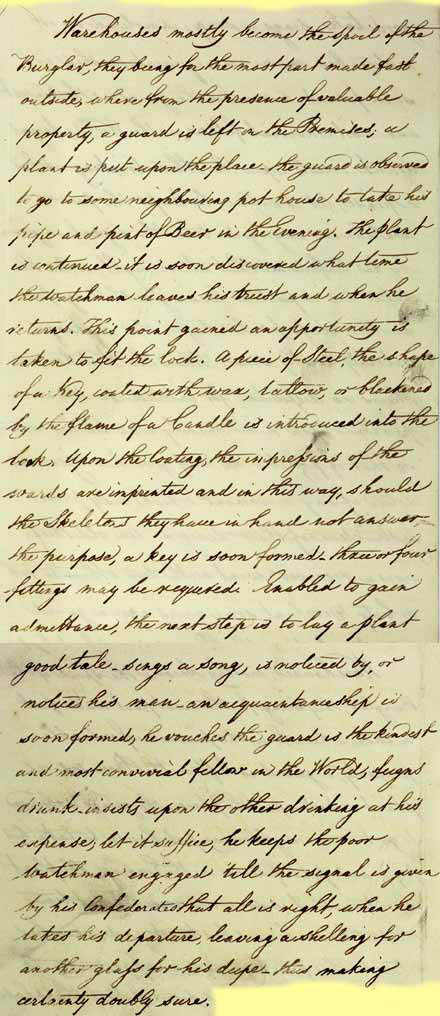 Warehouses mostly become the spoil of the
Burglar, they being for the most part made fast
outside, where from the presence of valuable
property, a guard is left in the Premises; a
plant is put upon the place - the guard is observed
to go to some neighbouring pot house to take his
pipe and pint of Beer in the Evening. The plant
is continued - it is soon discovered what time
the Watchman leaves his trust and when he
returns. This point gained an opportunity is
taken to fit the lock. A piece of Steel, the shape
of a Key, coated with wax, tallow, or blackened
by the flame of a Candle is introduced into the
lock. Upon the Coating, the impressions of the
wards are imprinted and in this way, should
the Skeletons they have in hand not answer
the purpose, a key is soon formed - three or four
fittings may be required. Enabled to gain
admittance, the next step is to lay a plant
good tale - sings a song, is noticed by, or
notices his man - an acquaintanceship is
soon formed, he vouches the guard is the kindest
and most convivial fellow in the World, feigns
drunk - insists upon the other drinking at his
expense; let it suffice, he keeps the poor
Watchman engaged 'till the signal is given
by his Confederates that all is right, when he
takes his departure, leaving a shilling for
another glass for his dupe - thus making
certainty doubly sure.